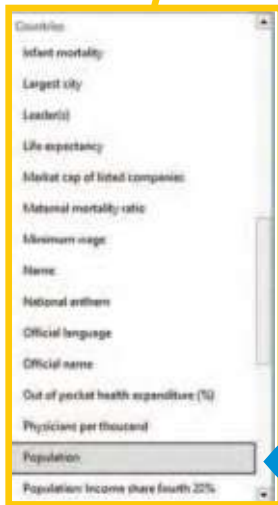 Countries
Infant mortality
Largest city
Leader(s)
Life expectancy
Market cap of listed companies
Maternal mortality ratio
Minimum wage
Name
National anthem
Official language
Official name
Out of pocket health expenditure (%)
Physicians per thousand
Population
Population: Income share fourth 20%